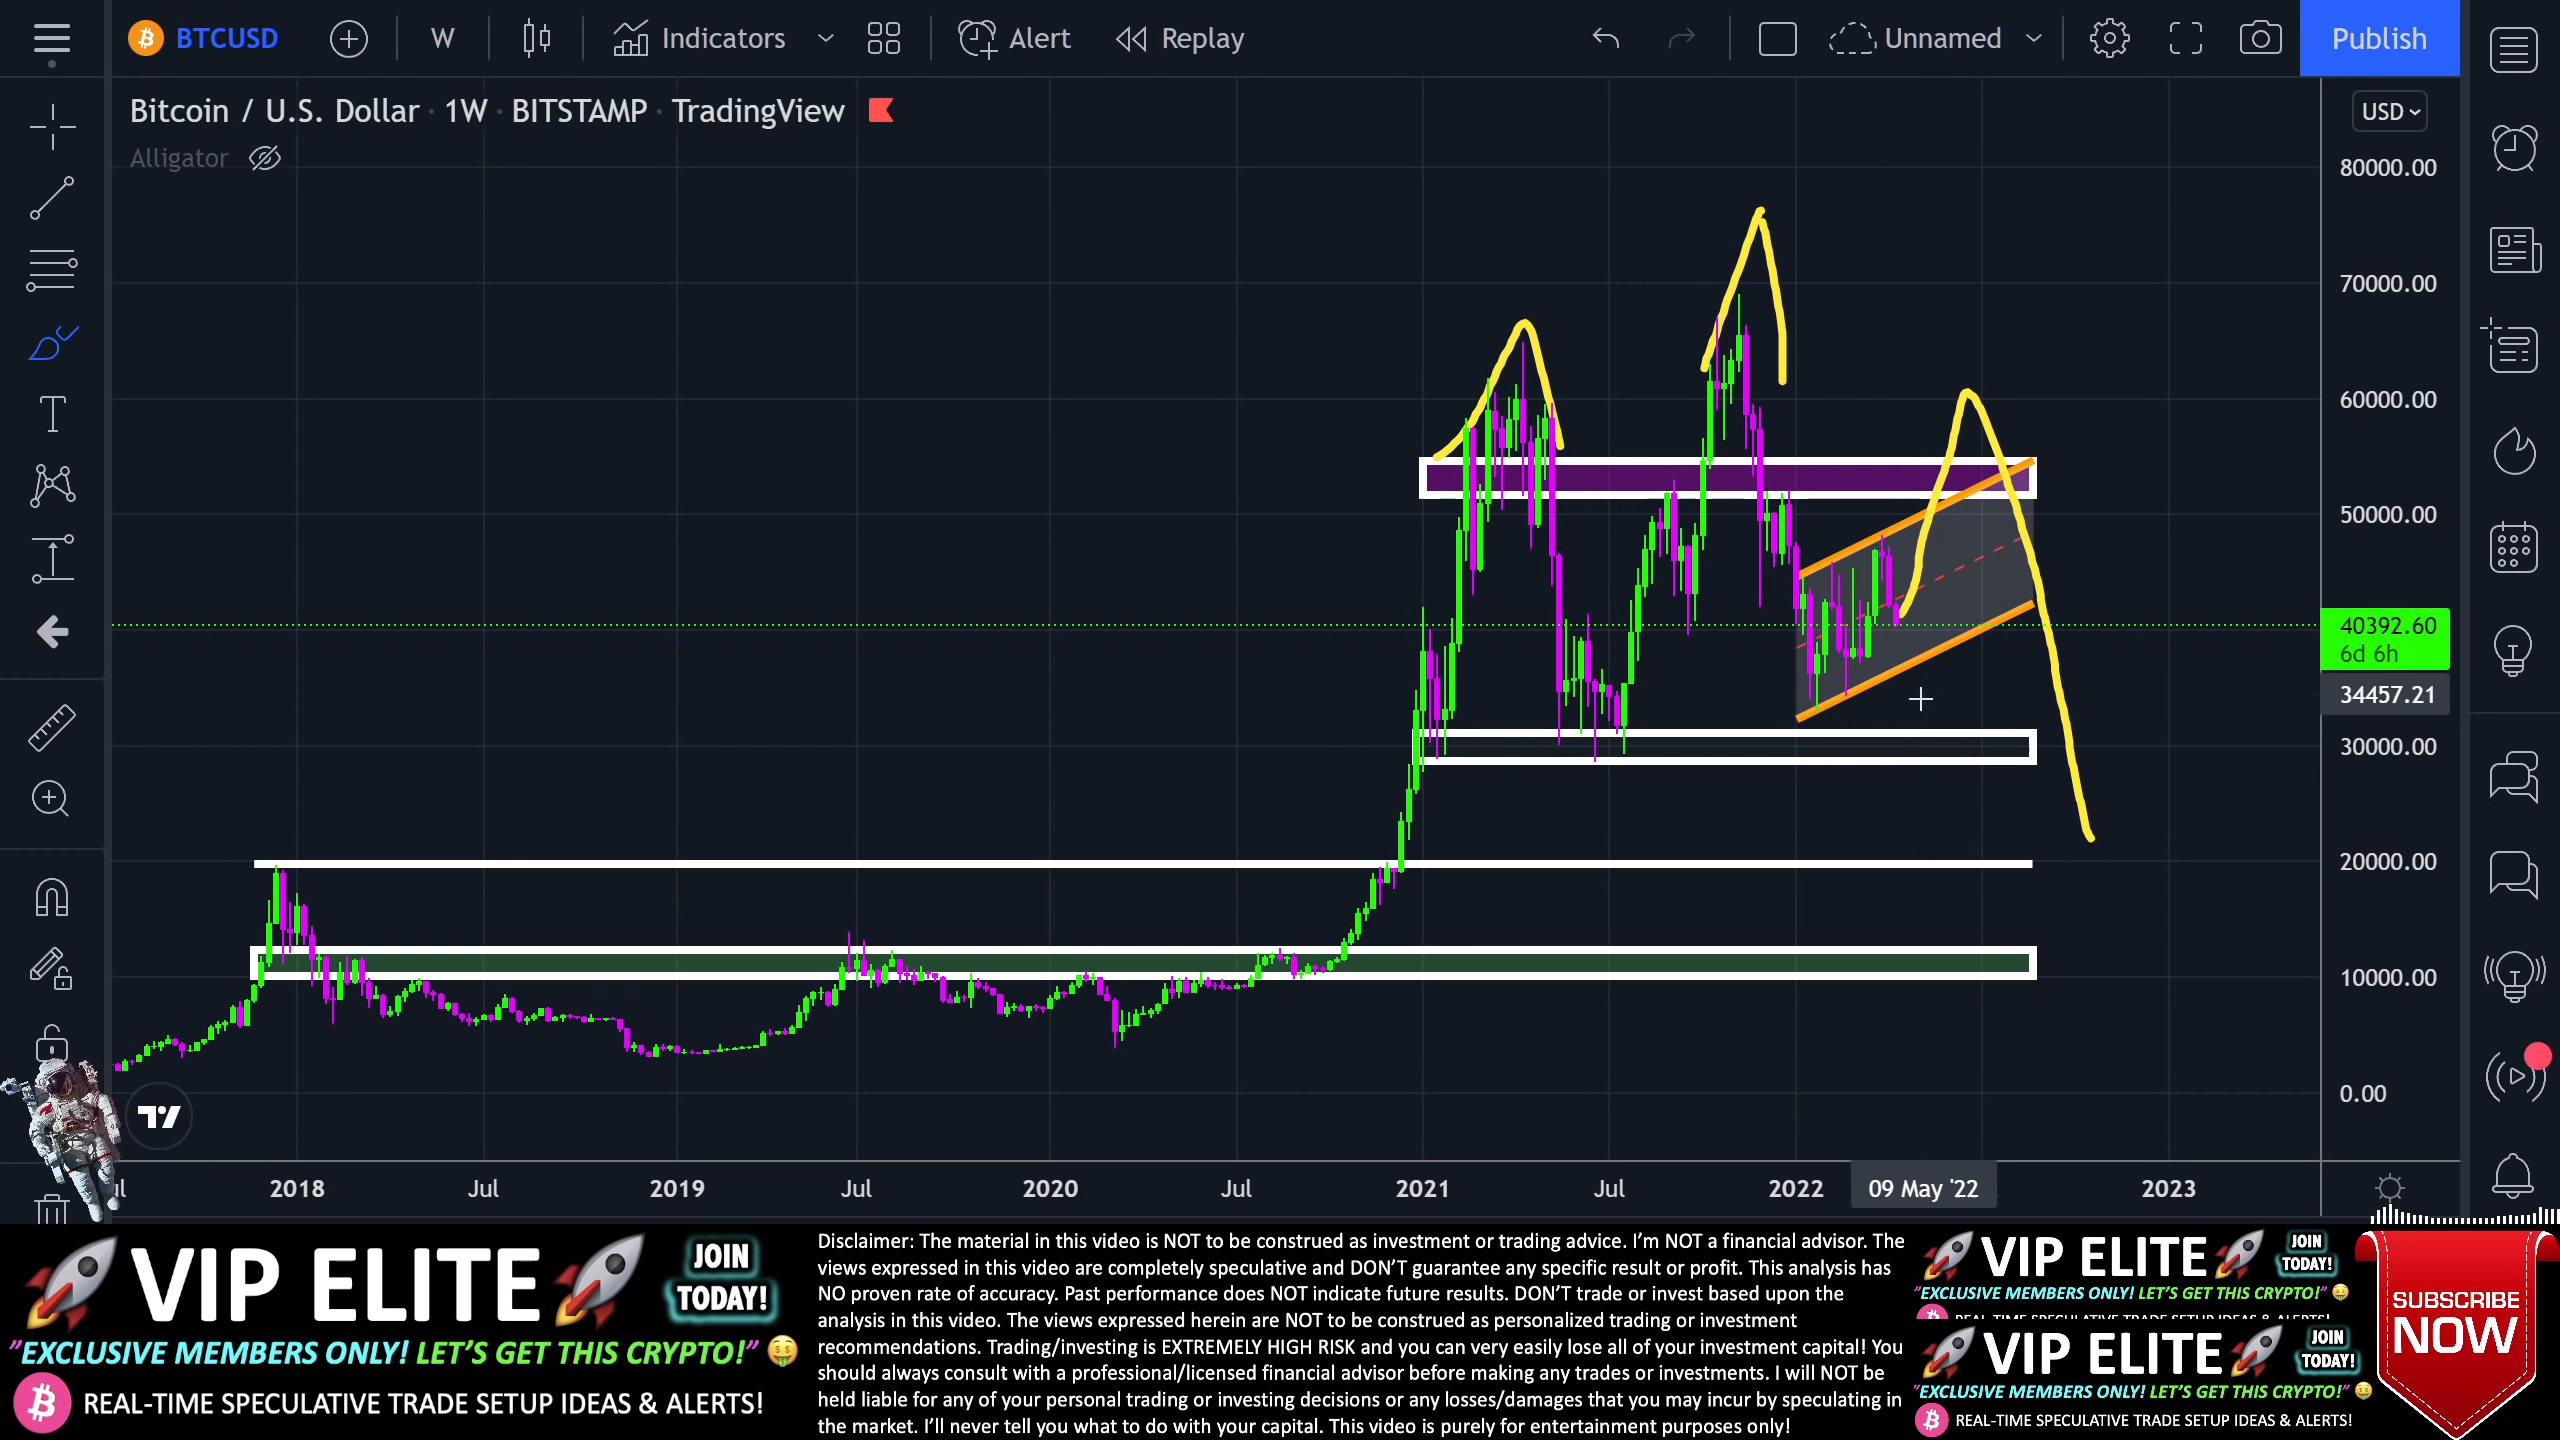 BTCUSD W Indicators Alert Replay Unnamed Publish
Bitcoin / U.S. Dollar · 1W · BITSTAMP · TradingView
Alligator
USD
80000.00
70000.00
60000.00
50000.00
40392.60
6d 6h
34457.21
30000.00
20000.00
10000.00
0.00
2018 Jul 2019 Jul 2020 Jul 2021 Jul 2022 09 May '22 2023
VIP ELITE
JOIN
TODAY!
"EXCLUSIVE MEMBERS ONLY! LET'S GET THIS CRYPTO!"
REAL-TIME SPECULATIVE TRADE SETUP IDEAS & ALERTS!
Disclaimer: The material in this video is NOT to be construed as investment or trading advice. I'm NOT a financial advisor. The
views expressed in this video are completely speculative and DON'T guarantee any specific result or profit. This analysis has
NO proven rate of accuracy. Past performance does NOT indicate future results. DON'T trade or invest based upon the
analysis in this video. The views expressed herein are NOT to be construed as personalized trading or investment
recommendations. Trading/investing is EXTREMELY HIGH RISK and you can very easily lose all of your investment capital! You
should always consult with a professional/licensed financial advisor before making any trades or investments. I will NOT be
held liable for any of your personal trading or investing decisions or any losses/damages that you may incur by speculating in
the market. I'll never tell you what to do with your capital. This video is purely for entertainment purposes only!
VIP ELITE
JOIN
TODAY!
"EXCLUSIVE MEMBERS ONLY! LET'S GET THIS CRYPTO!"
VIP ELITE
JOIN
TODAY!
"EXCLUSIVE MEMBERS ONLY! LET'S GET THIS CRYPTO!"
REAL-TIME SPECULATIVE TRADE SETUP IDEAS & ALERTS!
SUBSCRIBE
NOW